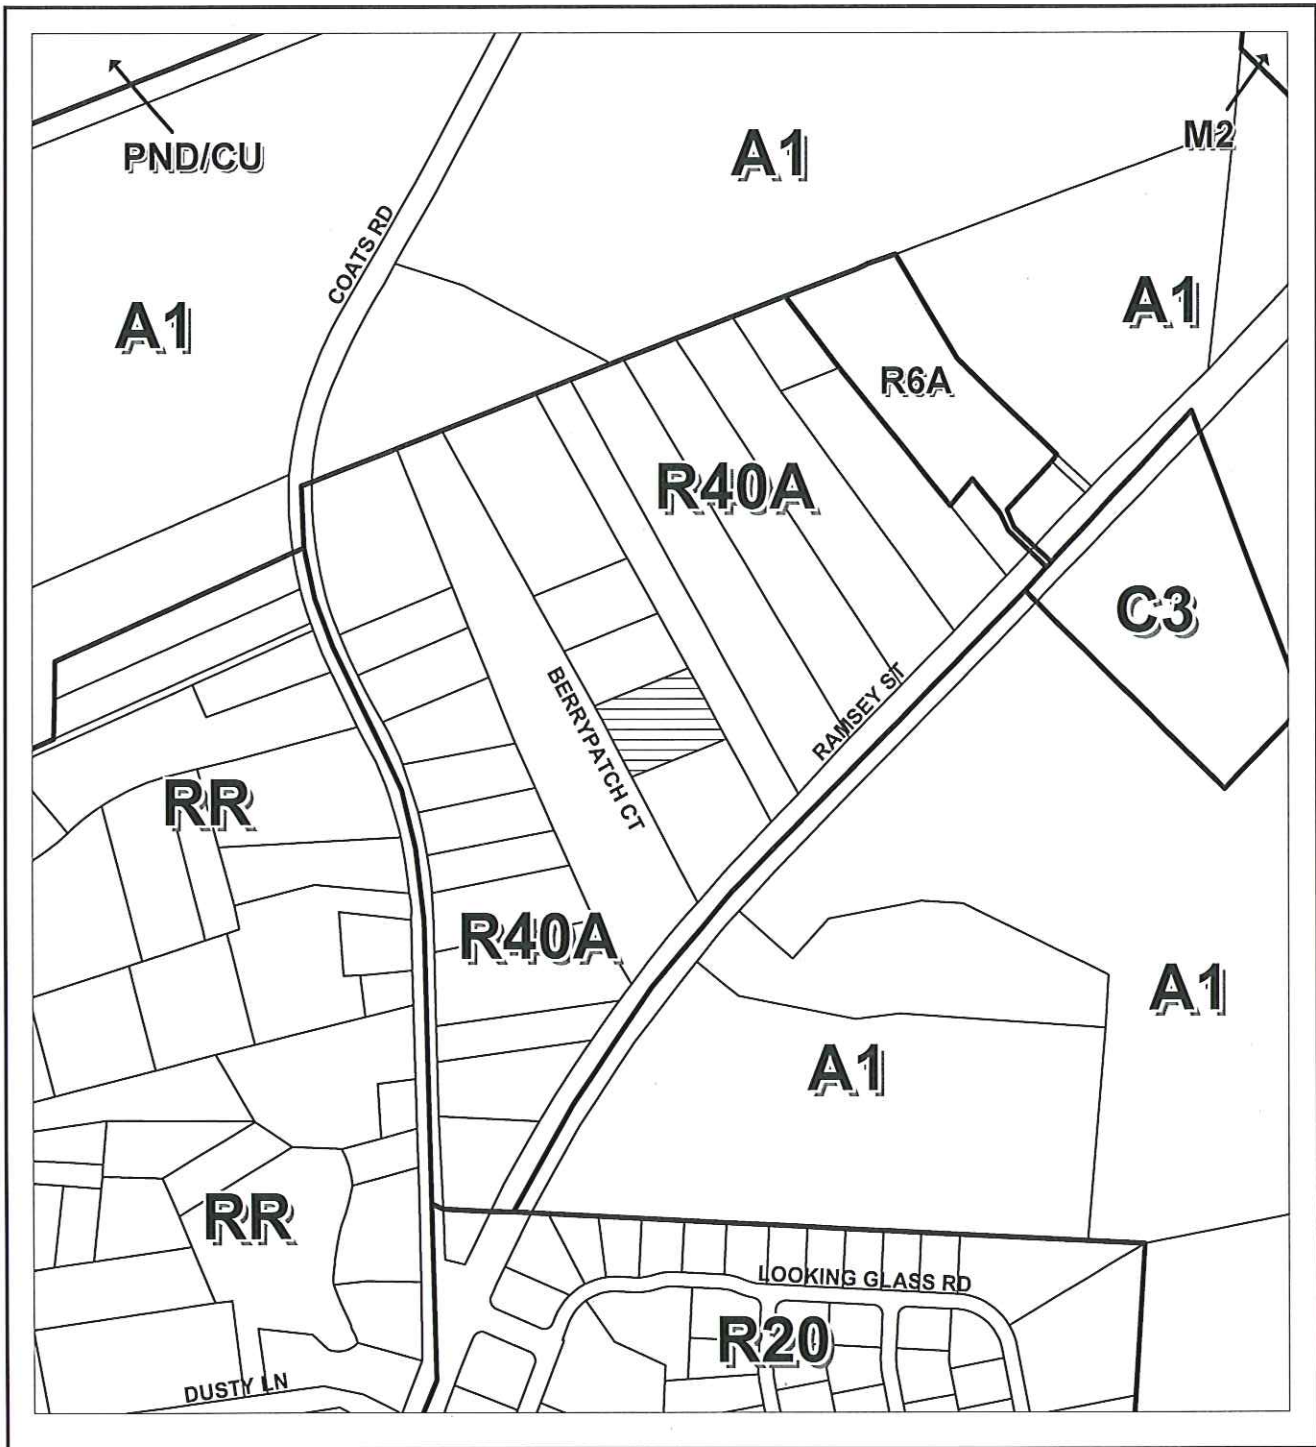 PND/CU
A1
M2
COATS RD
A1
A1
R6A
R40A
C3
BERRYPATCH CT
RAMSEY ST
RR
R40A
A1
A1
RR
LOOKING GLASS RD
R20
DUSTY LN